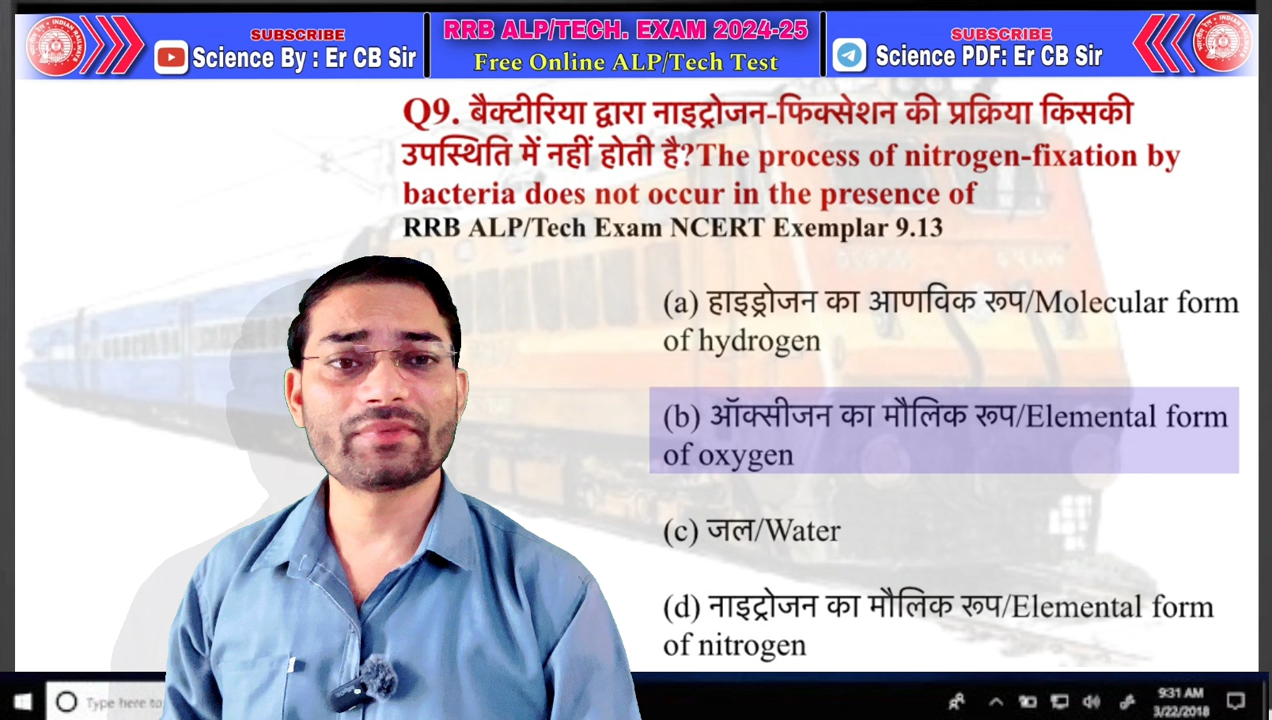 SUBSCRIBE
Science By : Er CB Sir
RRB ALP/TECH. EXAM 2024-25
Free Online ALP/Tech Test
SUBSCRIBE
Science PDF: Er CB Sir
Q9. बैक्टीरिया द्वारा नाइट्रोजन-फिक्सेशन की प्रक्रिया किसकी
उपस्थिति में नहीं होती है?The process of nitrogen-fixation by
bacteria does not occur in the presence of
RRB ALP/Tech Exam NCERT Exemplar 9.13
(a) हाइड्रोजन का आणविक रूप/Molecular form
of hydrogen
(b) ऑक्सीजन का मौलिक रूप/Elemental form
of oxygen
(c) जल/Water
(d) नाइट्रोजन का मौलिक रूप/Elemental form
of nitrogen
Type here to
9:31 AM
3/22/2018